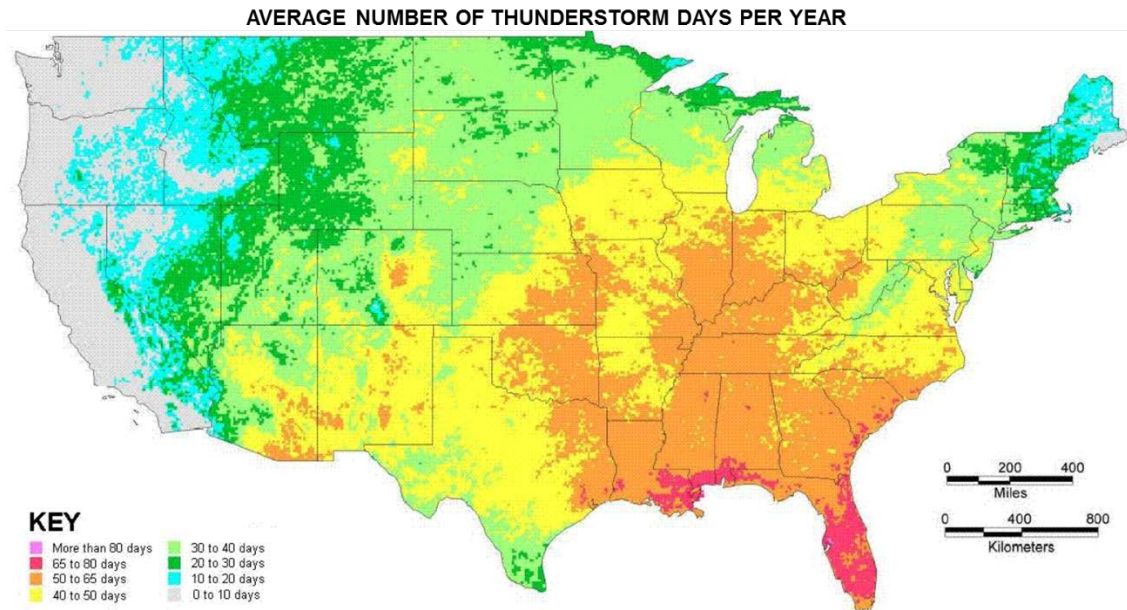 AVERAGE NUMBER OF THUNDERSTORM DAYS PER YEAR
0 200 400
Miles
0 400 800
Kilometers
KEY
More than 80 days
65 to 80 days
50 to 65 days
40 to 50 days
30 to 40 days
20 to 30 days
10 to 20 days
0 to 10 days